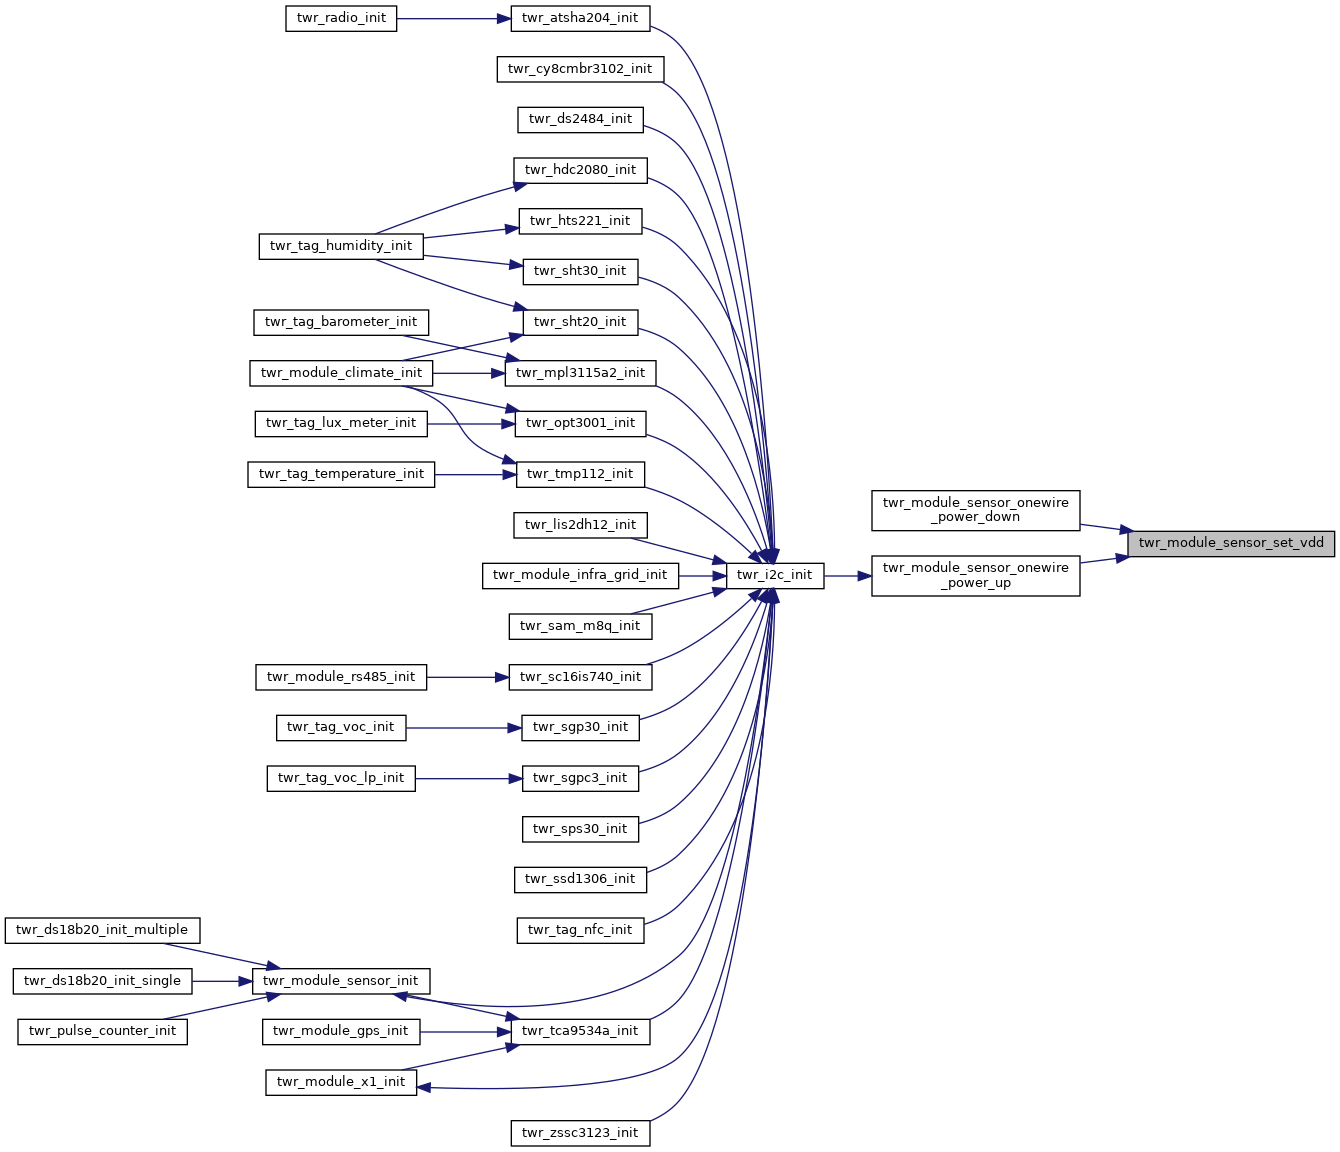 twr_radio_init
twr_atsha204_init
twr_cy8cmbr3102_init
twr_ds2484_init
twr_hdc2080_init
twr_hts221_init
twr_tag_humidity_init
twr_sht30_init
twr_tag_barometer_init
twr_sht20_init
twr_module_climate_init
twr_mpl3115a2_init
twr_tag_lux_meter_init
twr_opt3001_init
twr_tag_temperature_init
twr_tmp112_init
twr_lis2dh12_init
twr_module_sensor_onewire
_power_down
twr_module_sensor_set_vdd
twr_module_infra_grid_init
twr_i2c_init
twr_module_sensor_onewire
_power_up
twr_sam_m8q_init
twr_module_rs485_init
twr_sc16is740_init
twr_tag_voc_init
twr_sgp30_init
twr_tag_voc_lp_init
twr_sgpc3_init
twr_sps30_init
twr_ssd1306_init
twr_ds18b20_init_multiple
twr_tag_nfc_init
twr_ds18b20_init_single
twr_module_sensor_init
twr_pulse_counter_init
twr_module_gps_init
twr_tca9534a_init
twr_module_x1_init
twr_zssc3123_init